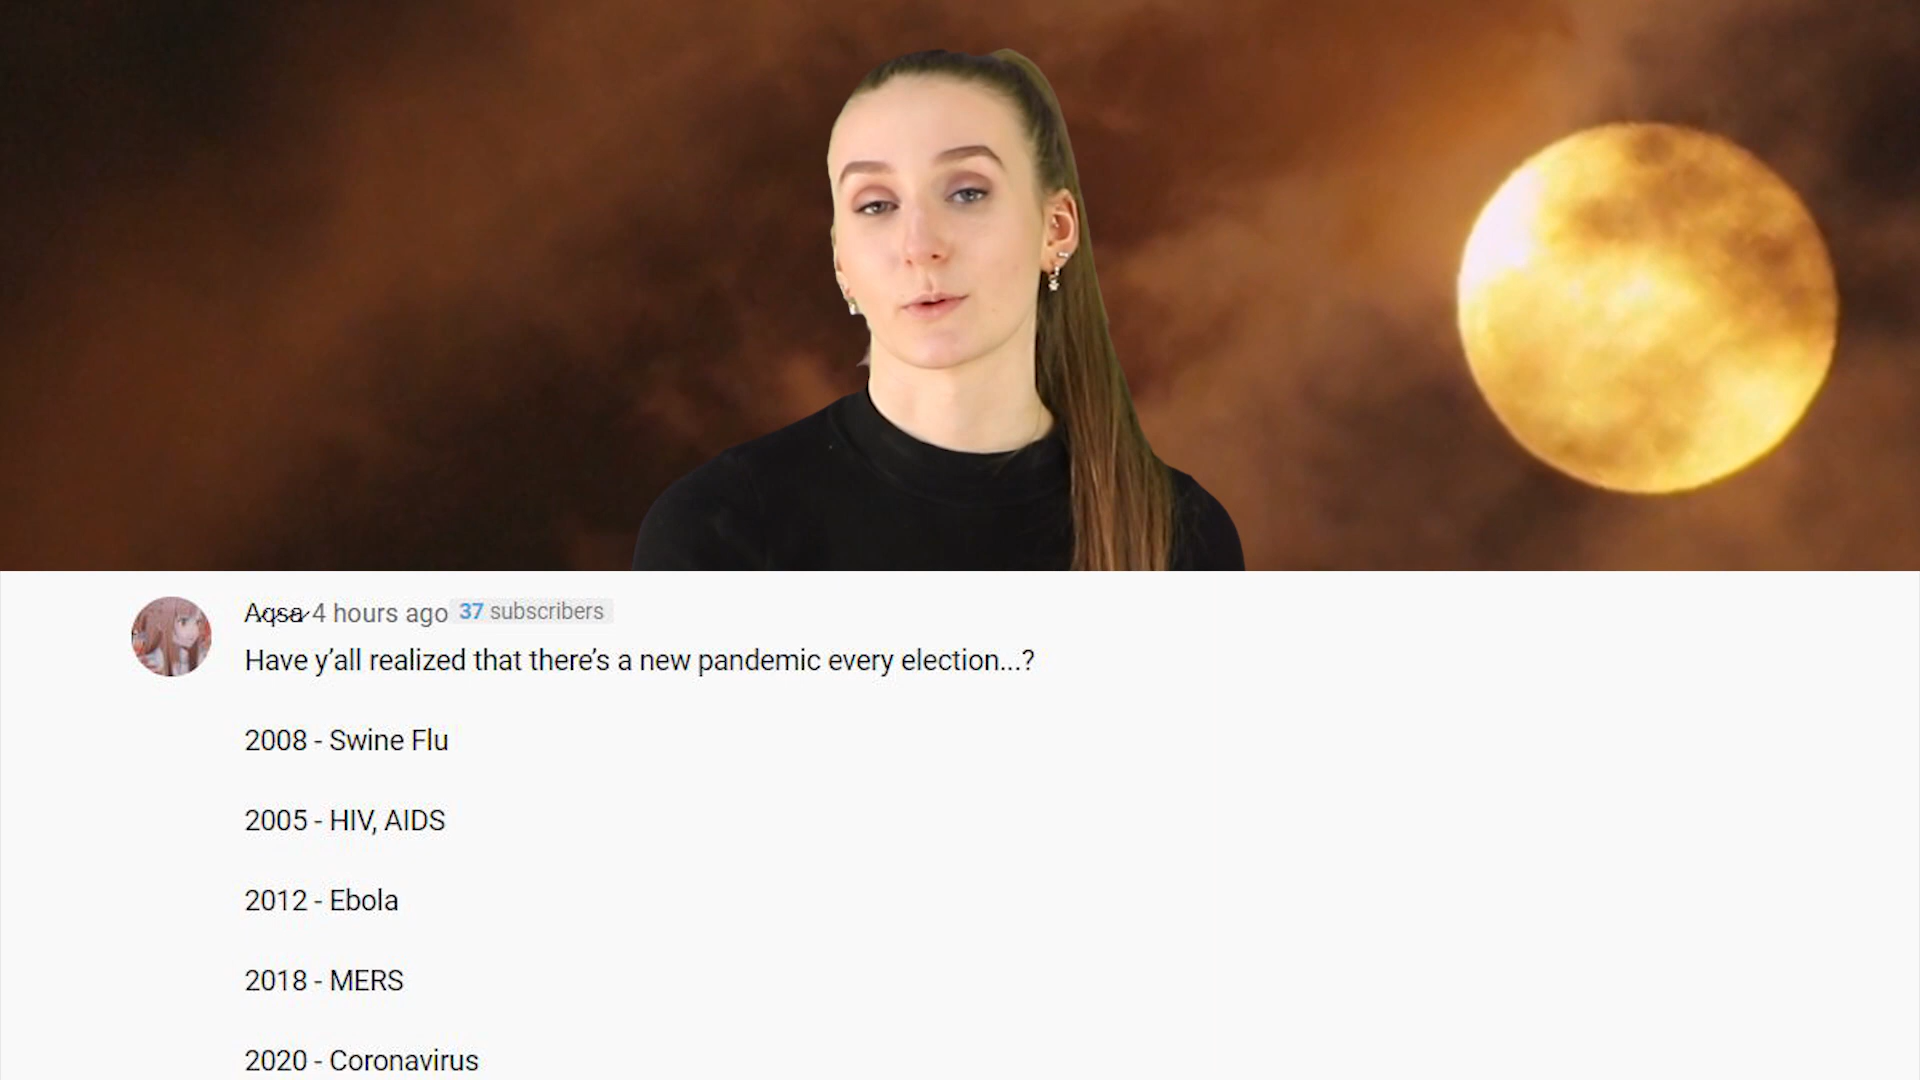 Aqsa 4 hours ago 37 subscribers
Have y’all realized that there’s a new pandemic every election...?
2008 - Swine Flu
2005 - HIV, AIDS
2012 - Ebola
2018 - MERS
2020 - Coronavirus